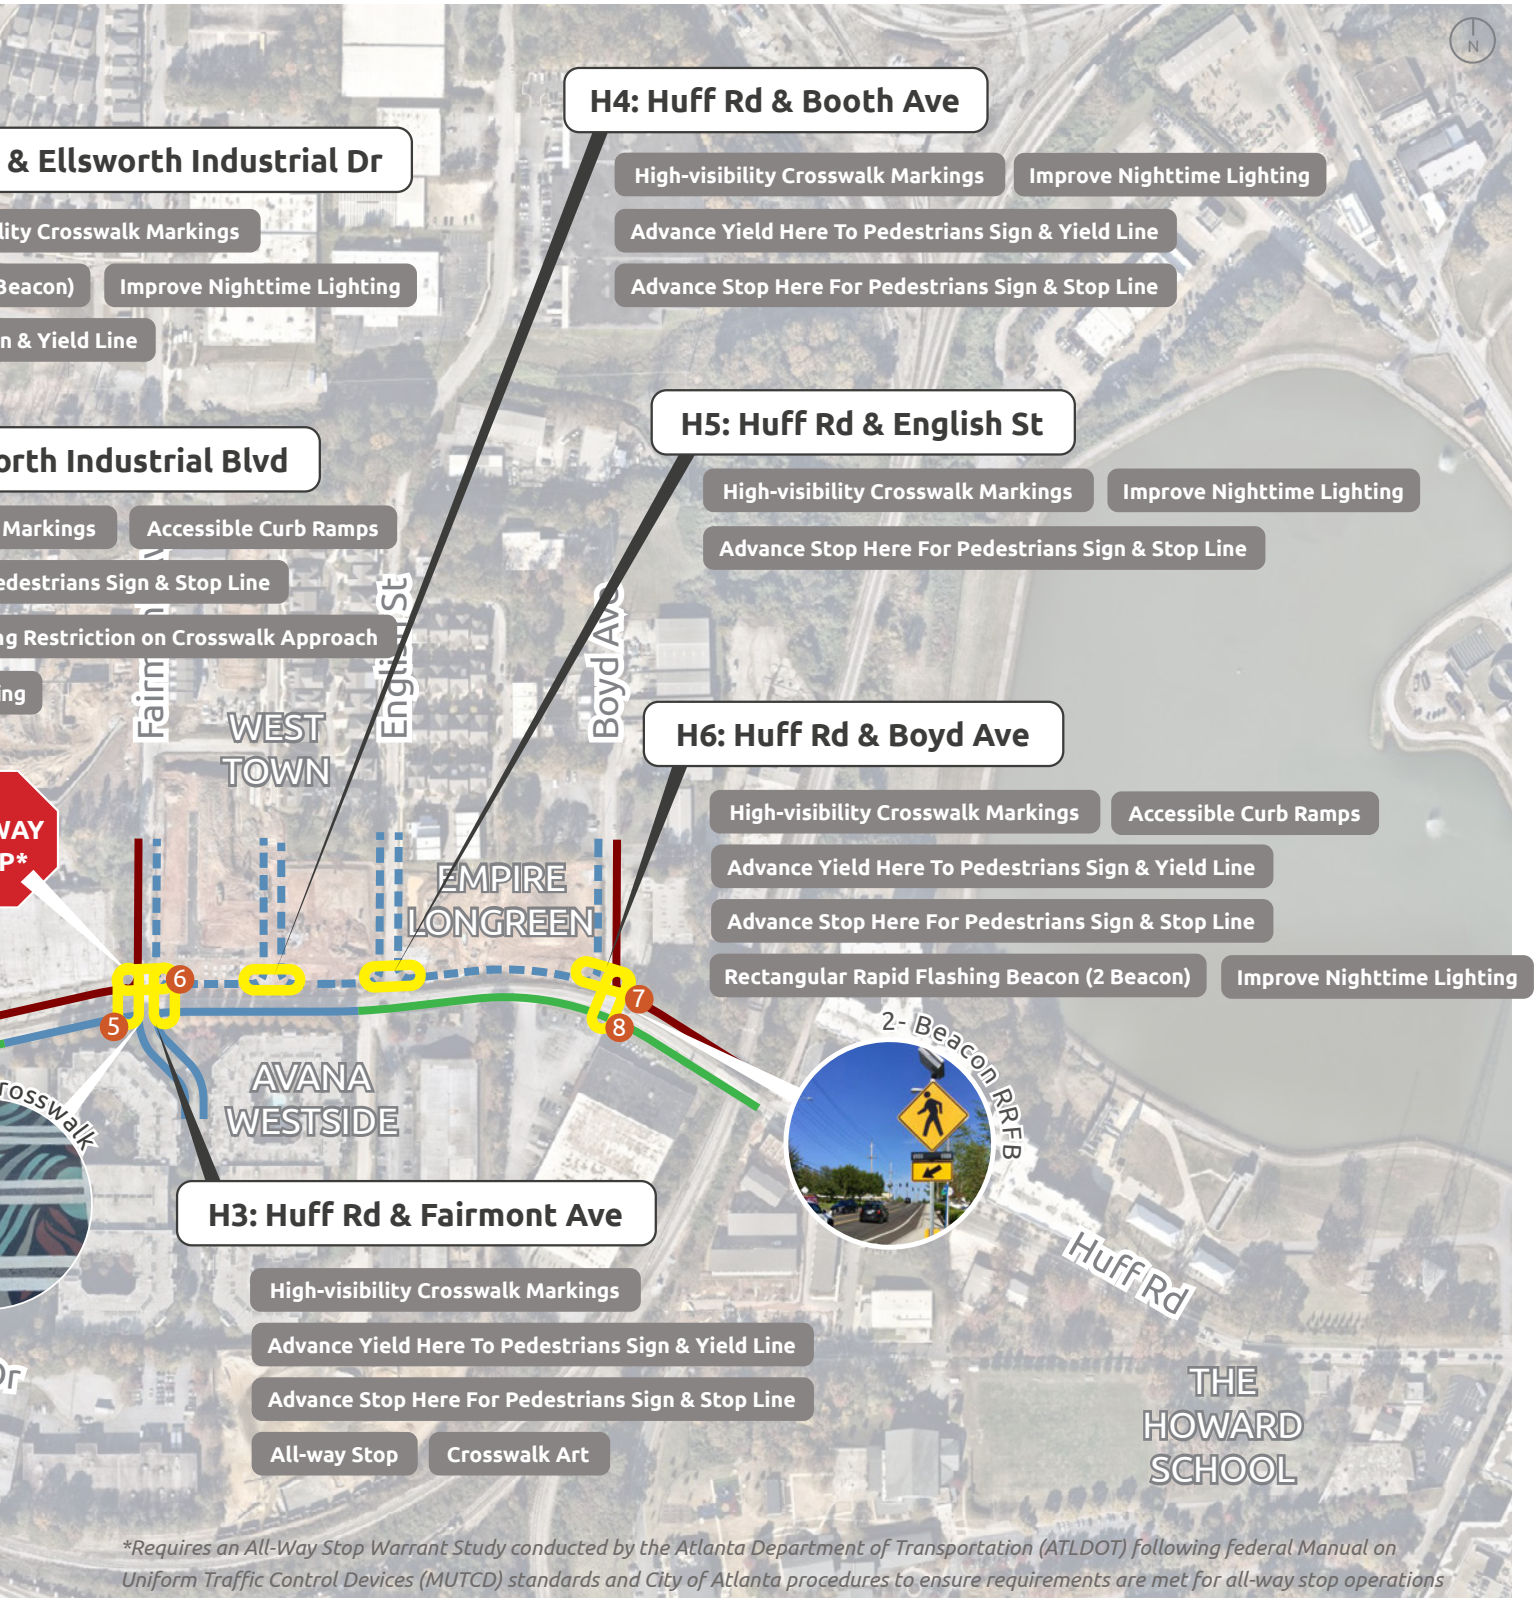 N
H4: Huff Rd & Booth Ave
High-visibility Crosswalk Markings
Improve Nighttime Lighting
Advance Yield Here To Pedestrians Sign & Yield Line
Advance Stop Here For Pedestrians Sign & Stop Line
& Ellsworth Industrial Dr
lity Crosswalk Markings
Beacon)
Improve Nighttime Lighting
n & Yield Line
H5: Huff Rd & English St
High-visibility Crosswalk Markings
Improve Nighttime Lighting
Advance Stop Here For Pedestrians Sign & Stop Line
orth Industrial Blvd
Markings
Accessible Curb Ramps
edestrians Sign & Stop Line
ng Restriction on Crosswalk Approach
ing
English St
Boyd Ave
WEST
TOWN
H6: Huff Rd & Boyd Ave
High-visibility Crosswalk Markings
Accessible Curb Ramps
Advance Yield Here To Pedestrians Sign & Yield Line
Advance Stop Here For Pedestrians Sign & Stop Line
Rectangular Rapid Flashing Beacon (2 Beacon)
Improve Nighttime Lighting
WAY
P*
EMPIRE
LONGREEN
6
5
7
8
2- Beacon RRFB
AVANA
WESTSIDE
rosswalk
H3: Huff Rd & Fairmont Ave
High-visibility Crosswalk Markings
Advance Yield Here To Pedestrians Sign & Yield Line
Advance Stop Here For Pedestrians Sign & Stop Line
All-way Stop
Crosswalk Art
Huff Rd
Dr
THE
HOWARD
SCHOOL
*Requires an All-Way Stop Warrant Study conducted by the Atlanta Department of Transportation (ATLDOT) following federal Manual on
Uniform Traffic Control Devices (MUTCD) standards and City of Atlanta procedures to ensure requirements are met for all-way stop operations